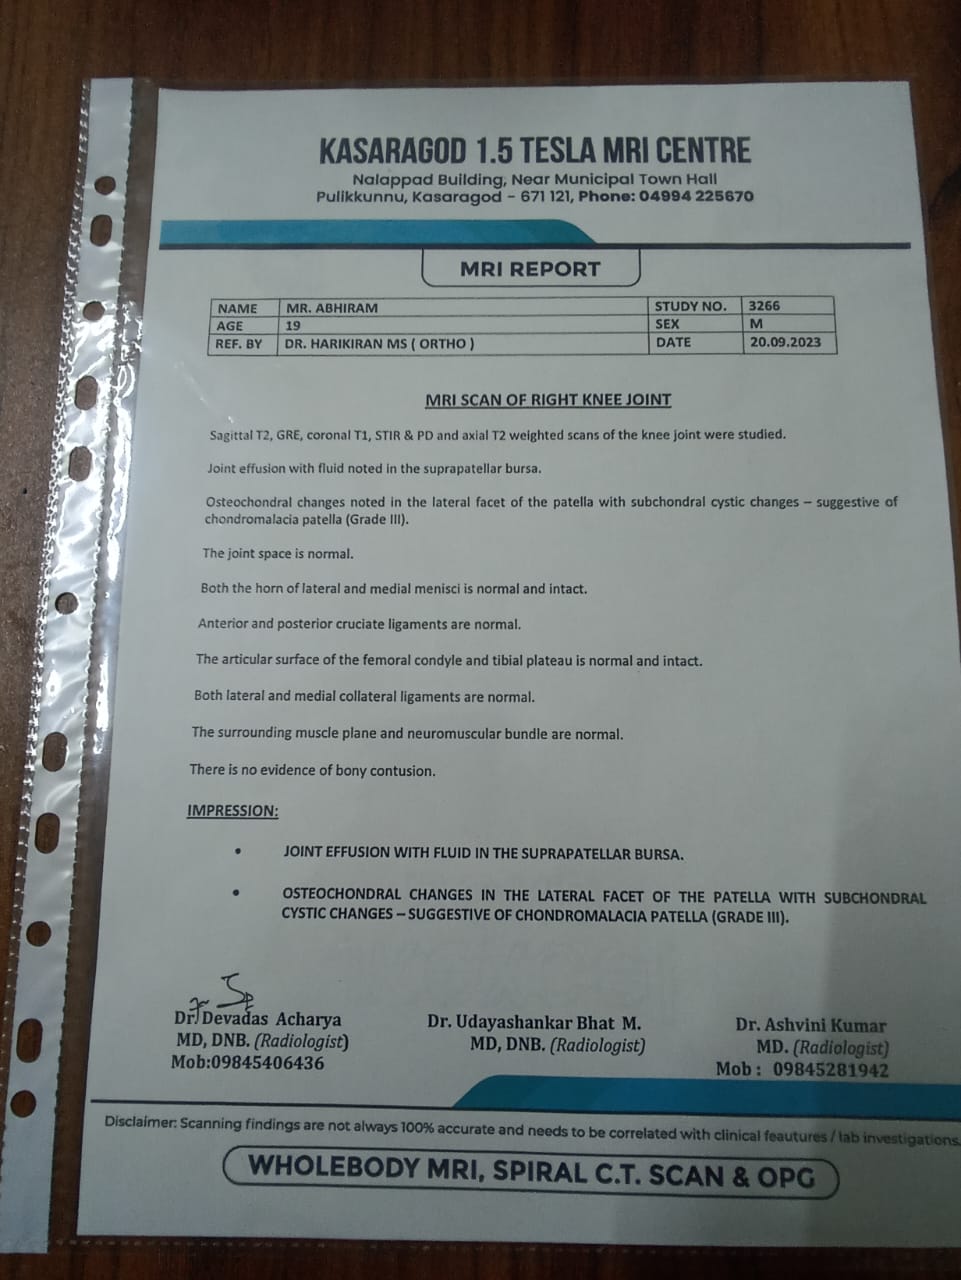 KASARAGOD 1.5 TESLA MRI CENTRE
Nalappad Building, Near Municipal Town Hall
Pulikkunnu, Kasaragod - 671 121, Phone: 04994 225670
MRI REPORT
NAME MR. ABHIRAM STUDY NO. 3266
AGE 19 SEX M
REF. BY DR. HARIKIRAN MS ( ORTHO ) DATE 20.09.2023
MRI SCAN OF RIGHT KNEE JOINT
Sagittal T2, GRE, coronal T1, STIR & PD and axial T2 weighted scans of the knee joint were studied.
Joint effusion with fluid noted in the suprapatellar bursa.
Osteochondral changes noted in the lateral facet of the patella with subchondral cystic changes – suggestive of
chondromalacia patella (Grade III).
The joint space is normal.
Both the horn of lateral and medial menisci is normal and intact.
Anterior and posterior cruciate ligaments are normal.
The articular surface of the femoral condyle and tibial plateau is normal and intact.
Both lateral and medial collateral ligaments are normal.
The surrounding muscle plane and neuromuscular bundle are normal.
There is no evidence of bony contusion.
IMPRESSION:
• JOINT EFFUSION WITH FLUID IN THE SUPRAPATELLAR BURSA.
• OSTEOCHONDRAL CHANGES IN THE LATERAL FACET OF THE PATELLA WITH SUBCHONDRAL
CYSTIC CHANGES – SUGGESTIVE OF CHONDROMALACIA PATELLA (GRADE III).
Dr. Devadas Acharya Dr. Udayashankar Bhat M. Dr. Ashvini Kumar
MD, DNB. (Radiologist) MD, DNB. (Radiologist) MD. (Radiologist)
Mob:09845406436 Mob : 09845281942
Disclaimer: Scanning findings are not always 100% accurate and needs to be correlated with clinical feautures / lab investigations.
WHOLEBODY MRI, SPIRAL C.T. SCAN & OPG